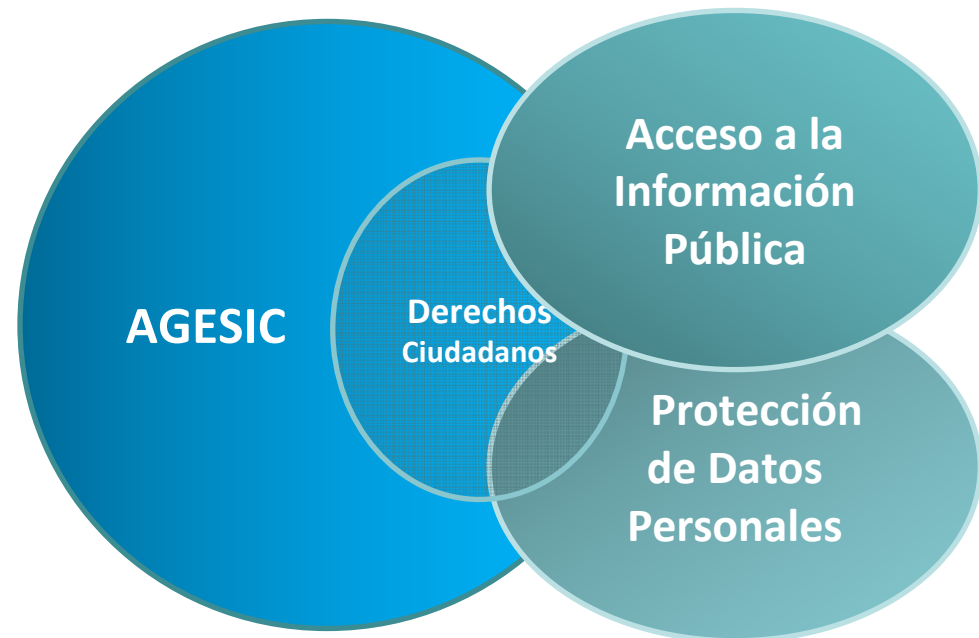 AGESIC
Derechos
Ciudadanos
Acceso a la
Información
Pública
Protección
de Datos
Personales